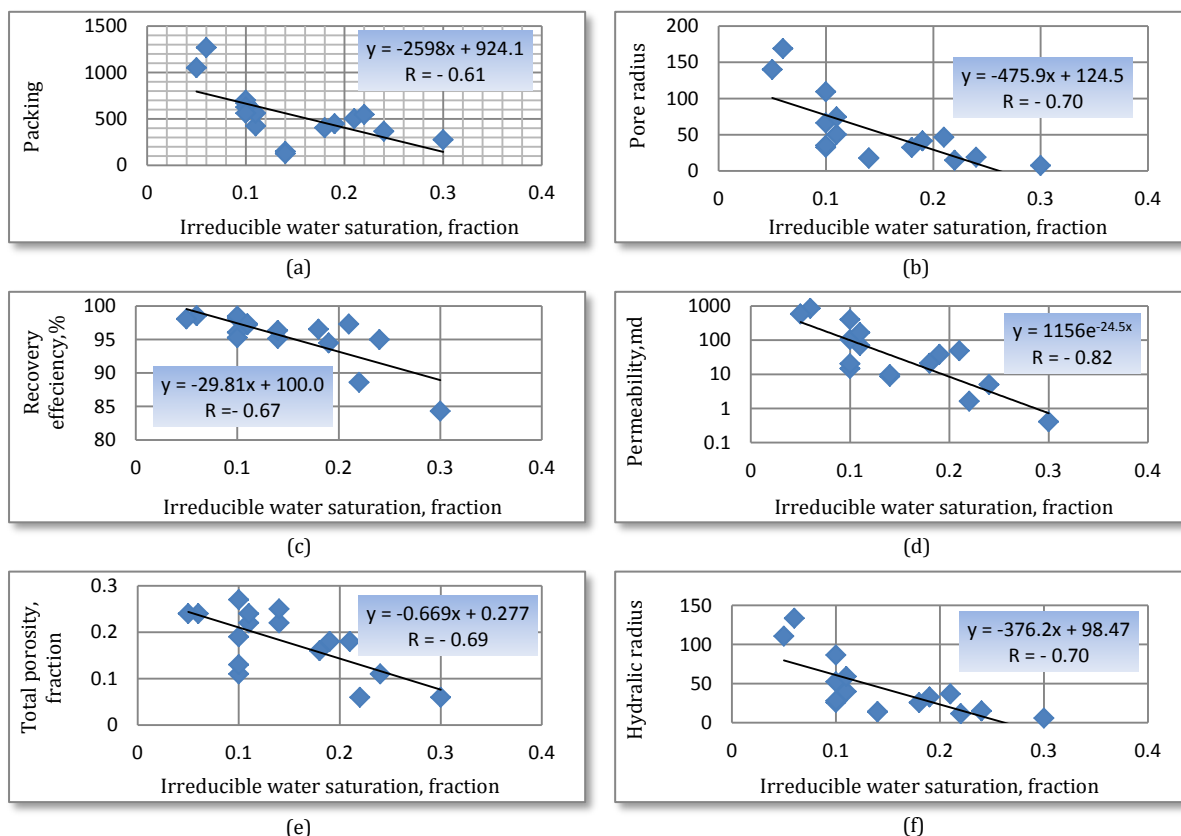 1500
1000
500
0
Packing
y = -2598x + 924.1
R = - 0.61
0 0.1 0.2 0.3 0.4
Irreducible water saturation, fraction
(a)
200
150
100
50
0
Pore radius
y = -475.9x + 124.5
R = - 0.70
0 0.1 0.2 0.3 0.4
Irreducible water saturation, fraction
(b)
100
95
90
85
80
Recovery
effeciency,%
y = -29.81x + 100.0
R =- 0.67
0 0.1 0.2 0.3 0.4
Irreducible water saturation, fraction
(c)
1000
100
10
1
0.1
Permeability,md
y = 1156e-24.5x
R = - 0.82
0 0.1 0.2 0.3 0.4
Irreducible water saturation, fraction
(d)
0.3
0.2
0.1
0
Total porosity,
fraction
y = -0.669x + 0.277
R = - 0.69
0 0.1 0.2 0.3 0.4
Irreducible water saturation, fraction
(e)
150
100
50
0
Hydralic radius
y = -376.2x + 98.47
R = - 0.70
0 0.1 0.2 0.3 0.4
Irreducible water saturation, fraction
(f)